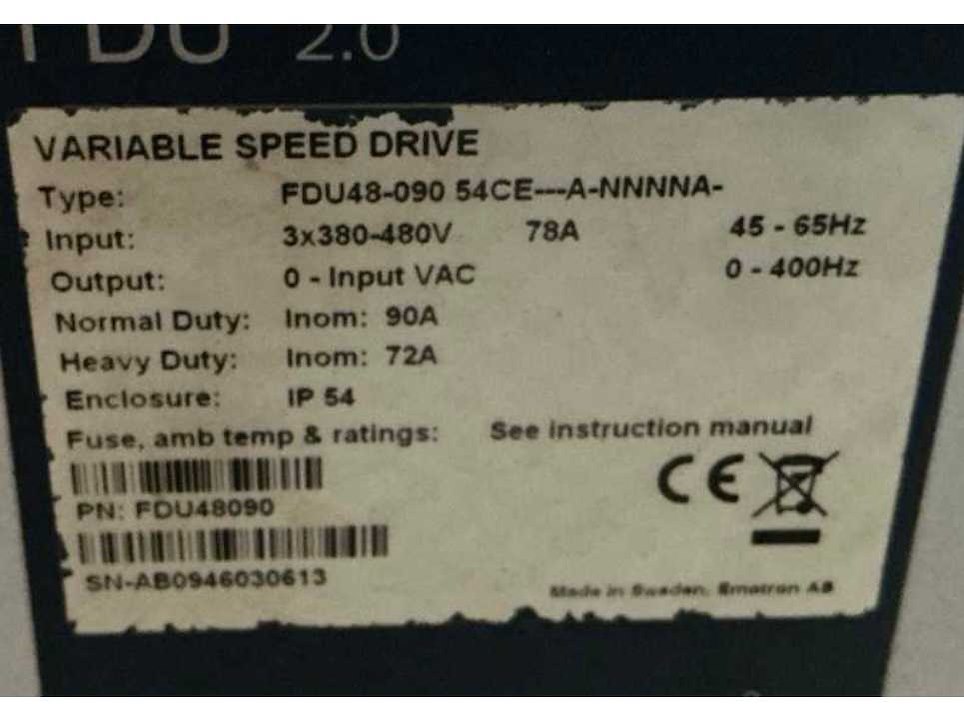 FDU 2.0
VARIABLE SPEED DRIVE
Type: FDU48-090 54CE---A-NNNNA-
Input: 3x380-480V 78A 45 - 65Hz
Output: 0 - Input VAC 0 - 400Hz
Normal Duty: Inom: 90A
Heavy Duty: Inom: 72A
Enclosure: IP 54
Fuse, amb temp & ratings: See instruction manual
CE
PN: FDU48090
SN-AB0946030613
Made in Sweden, Emotron AB